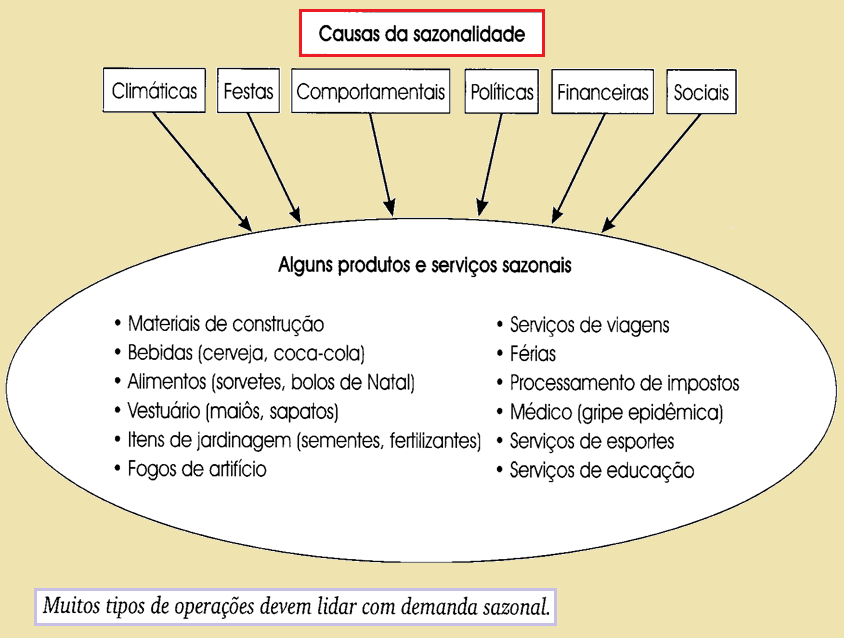 Causas da sazonalidade
Climáticas
Festas
Comportamentais
Políticas
Financeiras
Sociais
Alguns produtos e serviços sazonais
• Materiais de construção
• Bebidas (cerveja, coca-cola)
• Alimentos (sorvetes, bolos de Natal)
• Vestuário (maiôs, sapatos)
• Itens de jardinagem (sementes, fertilizantes)
• Fogos de artifício
• Serviços de viagens
• Férias
• Processamento de impostos
• Médico (gripe epidêmica)
• Serviços de esportes
• Serviços de educação
Muitos tipos de operações devem lidar com demanda sazonal.